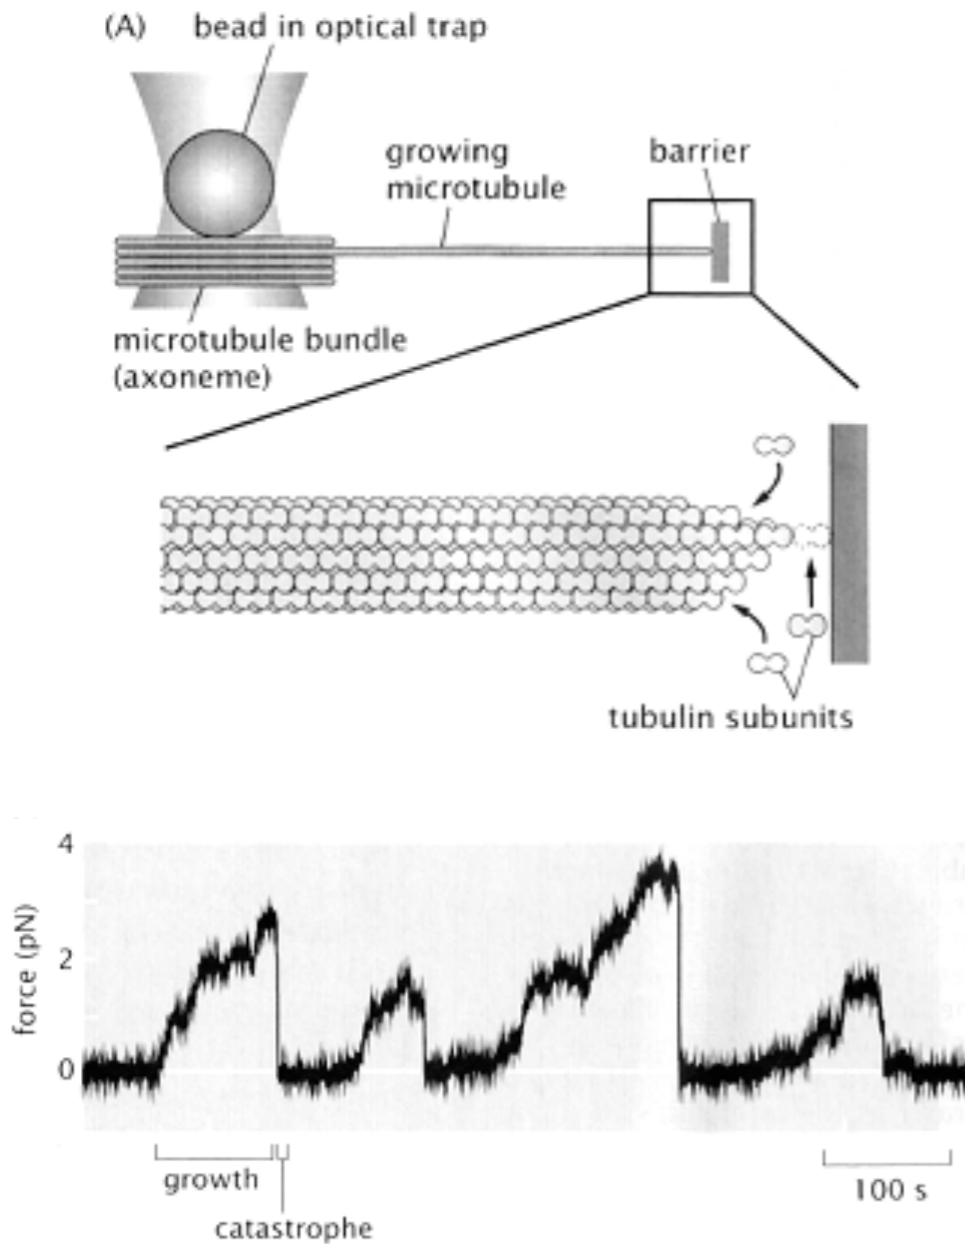 (A) bead in optical trap
growing
microtubule
barrier
microtubule bundle
(axoneme)
tubulin subunits
4
2
0
force (pN)
growth
catastrophe
100 s